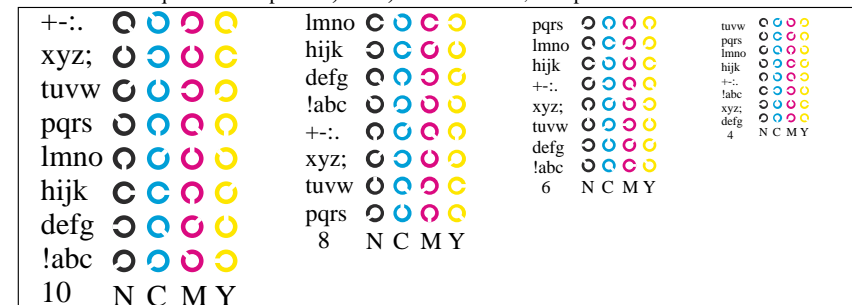 +-:.
xyz;
tuvw
pqrs
lmno
hijk
defg
!abc
10 N C M Y
lmno
hijk
defg
!abc
+-:.
xyz;
tuvw
pqrs
8 N C M Y
pqrs
lmno
hijk
+-:.
xyz;
tuvw
defg
!abc
6 N C M Y
tuvw
pqrs
lmno
hijk
+-:.
!abc
xyz;
defg
4 N C M Y